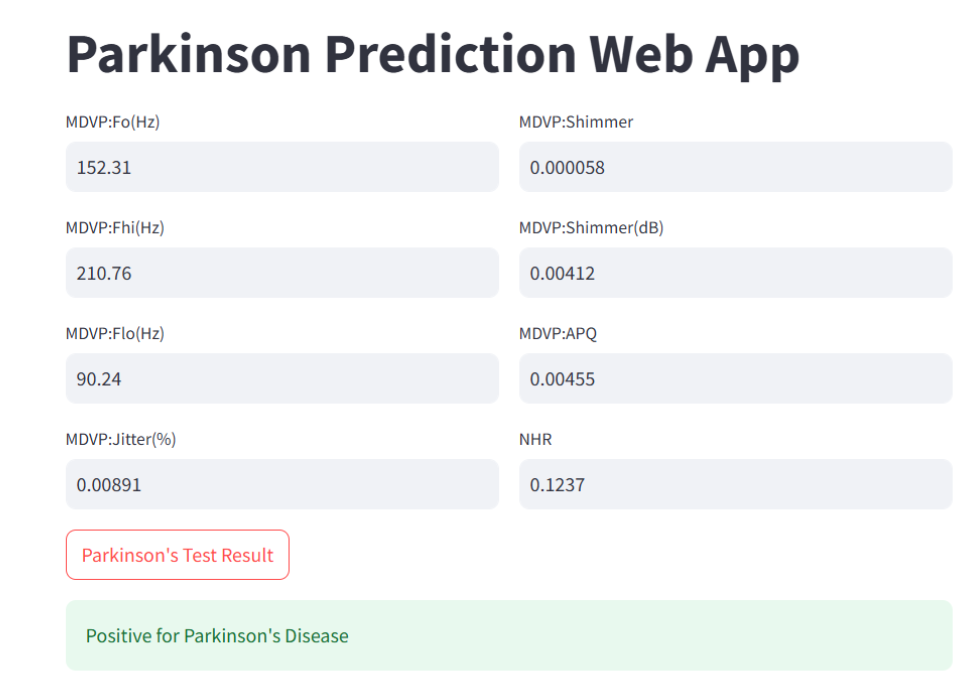 Parkinson Prediction Web App
MDVP:Fo(Hz)
152.31
MDVP:Shimmer
0.000058
MDVP:Fhi(Hz)
210.76
MDVP:Shimmer(dB)
0.00412
MDVP:Flo(Hz)
90.24
MDVP:APQ
0.00455
MDVP:Jitter(%)
0.00891
NHR
0.1237
Parkinson's Test Result
Positive for Parkinson's Disease